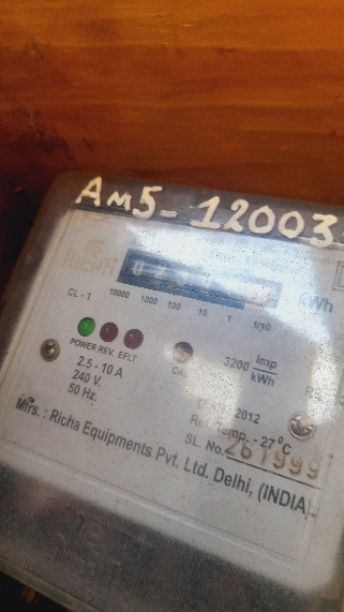 Am5-12003
RICHA
kWh
10000 1000 100 10 1 1/10
CL-1
POWER REV. EFLT
2.5-10 A
240 V.
50 Hz.
CAL
3200 Imp
kWh
2012
Ref. Temp. - 27°C
SL. No. 261999
Mfrs. : Richa Equipments Pvt. Ltd. Delhi, (INDIA)